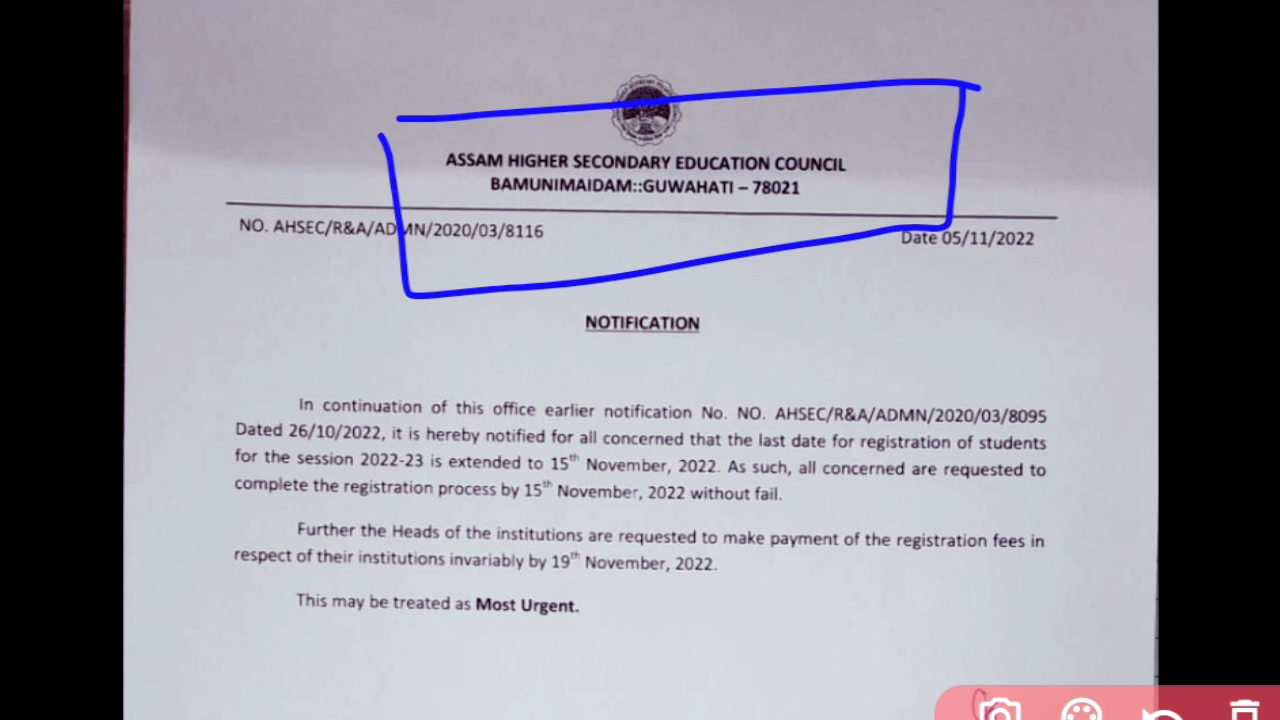 ASSAM HIGHER SECONDARY EDUCATION COUNCIL
BAMUNIMAIDAM::GUWAHATI – 78021
NO. AHSEC/R&A/ADMN/2020/03/8116
Date 05/11/2022
NOTIFICATION
In continuation of this office earlier notification No. NO. AHSEC/R&A/ADMN/2020/03/8095
Dated 26/10/2022, it is hereby notified for all concerned that the last date for registration of students
for the session 2022-23 is extended to 15th November, 2022. As such, all concerned are requested to
complete the registration process by 15th November, 2022 without fail.
Further the Heads of the institutions are requested to make payment of the registration fees in
respect of their institutions invariably by 19th November, 2022.
This may be treated as Most Urgent.